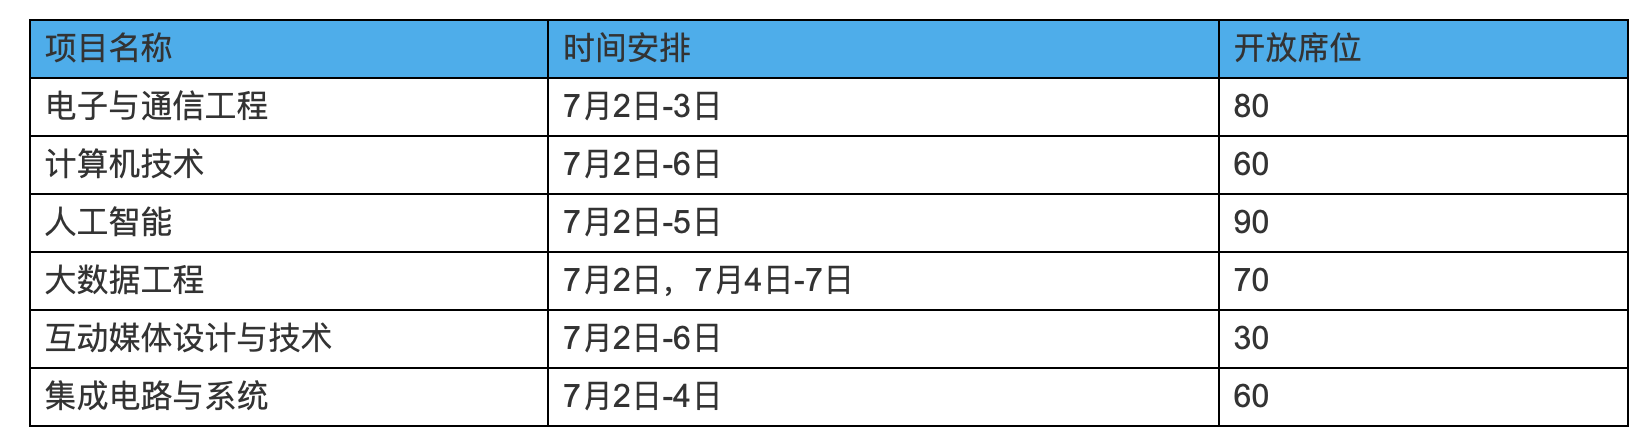 项目名称 时间安排 开放席位
电子与通信工程 7月2日-3日 80
计算机技术 7月2日-6日 60
人工智能 7月2日-5日 90
大数据工程 7月2日，7月4日-7日 70
互动媒体设计与技术 7月2日-6日 30
集成电路与系统 7月2日-4日 60